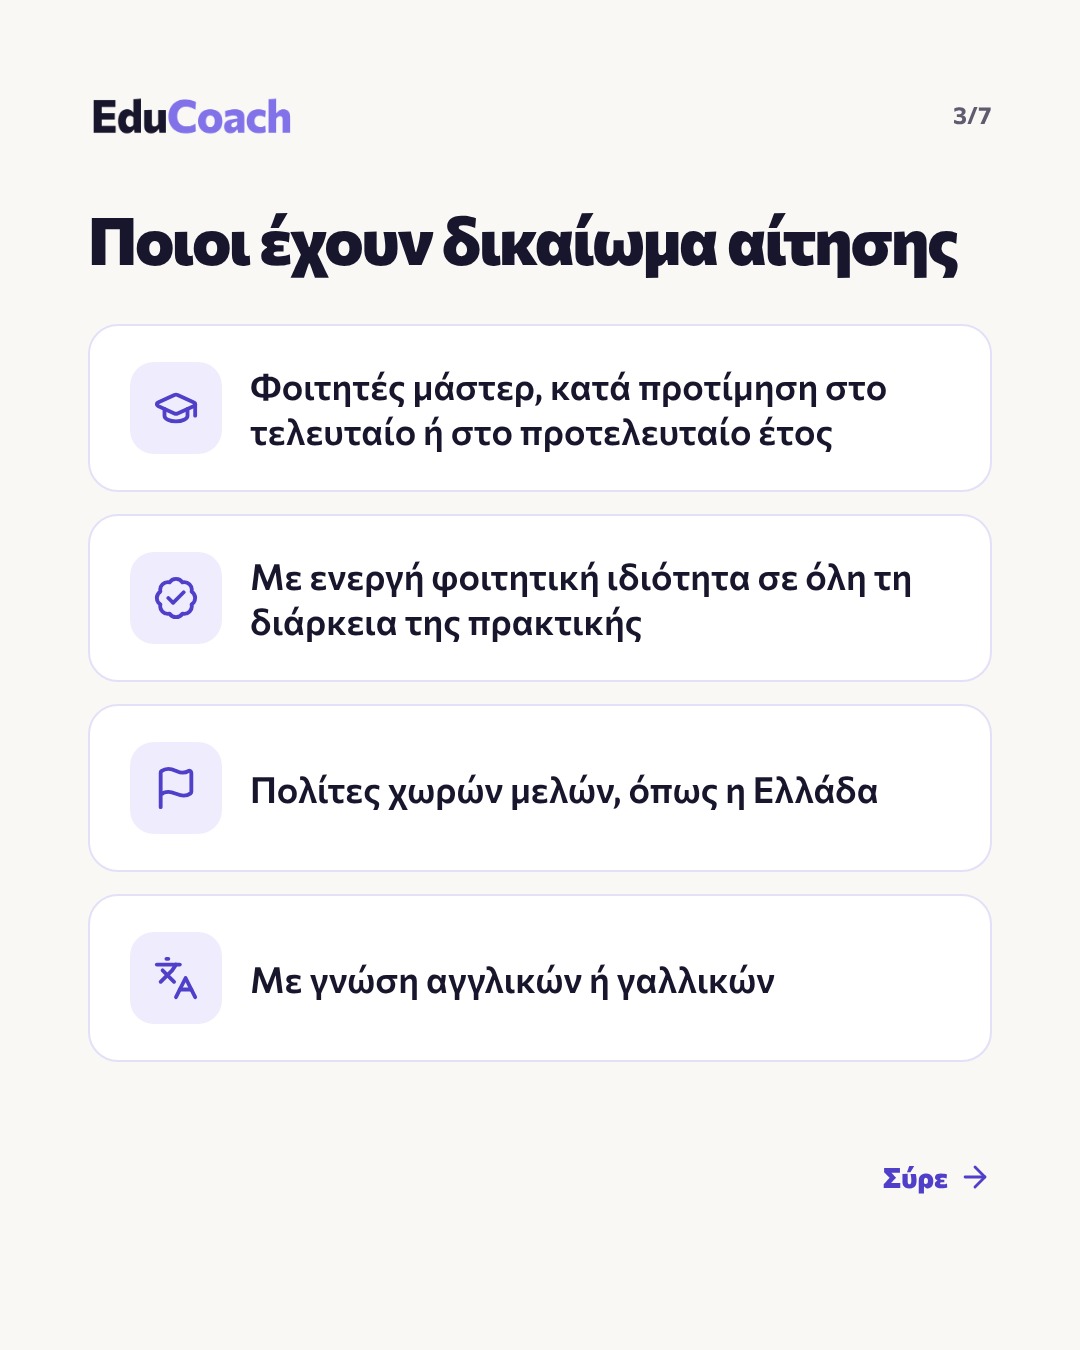 EduCoach
3/7
Ποιοι έχουν δικαίωμα αίτησης
Φοιτητές μάστερ, κατά προτίμηση στο
τελευταίο ή στο προτελευταίο έτος
Με ενεργή φοιτητική ιδιότητα σε όλη τη
διάρκεια της πρακτικής
Πολίτες χωρών μελών, όπως η Ελλάδα
Με γνώση αγγλικών ή γαλλικών
Σύρε →